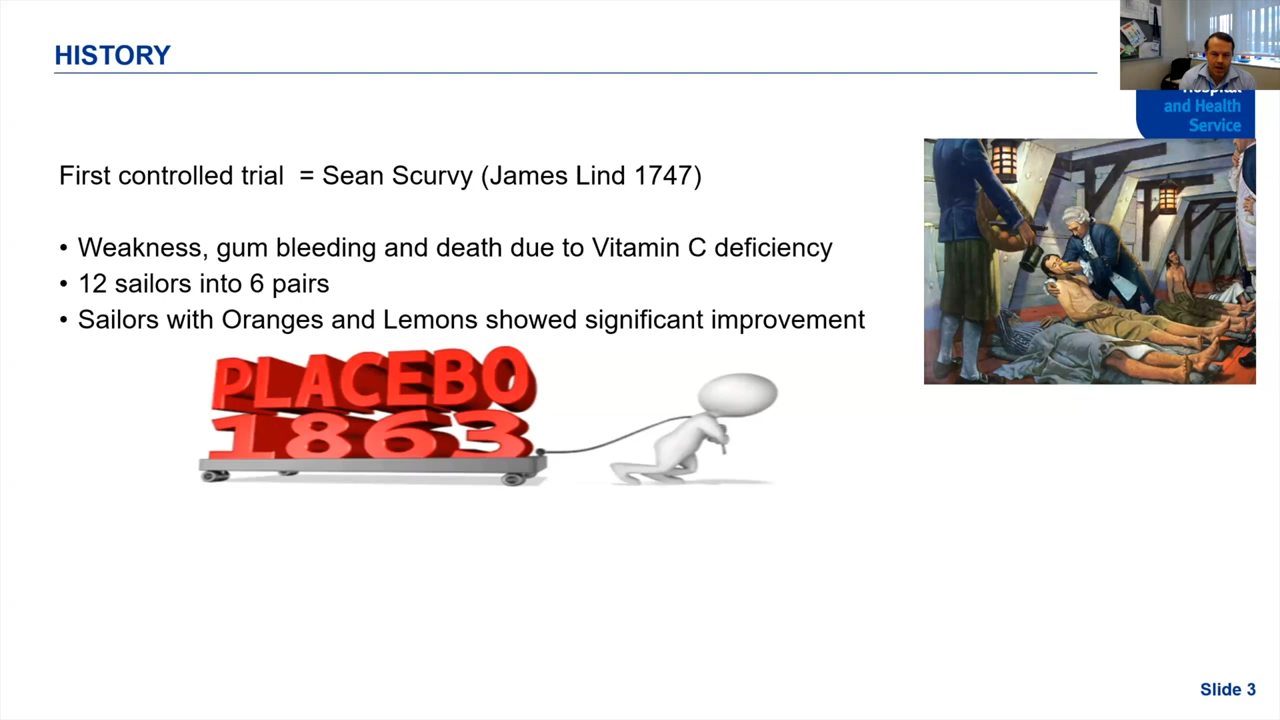 HISTORY
Hospital
and Health
Service
First controlled trial = Sean Scurvy (James Lind 1747)
• Weakness, gum bleeding and death due to Vitamin C deficiency
• 12 sailors into 6 pairs
• Sailors with Oranges and Lemons showed significant improvement
PLACEBO
1863
Slide 3